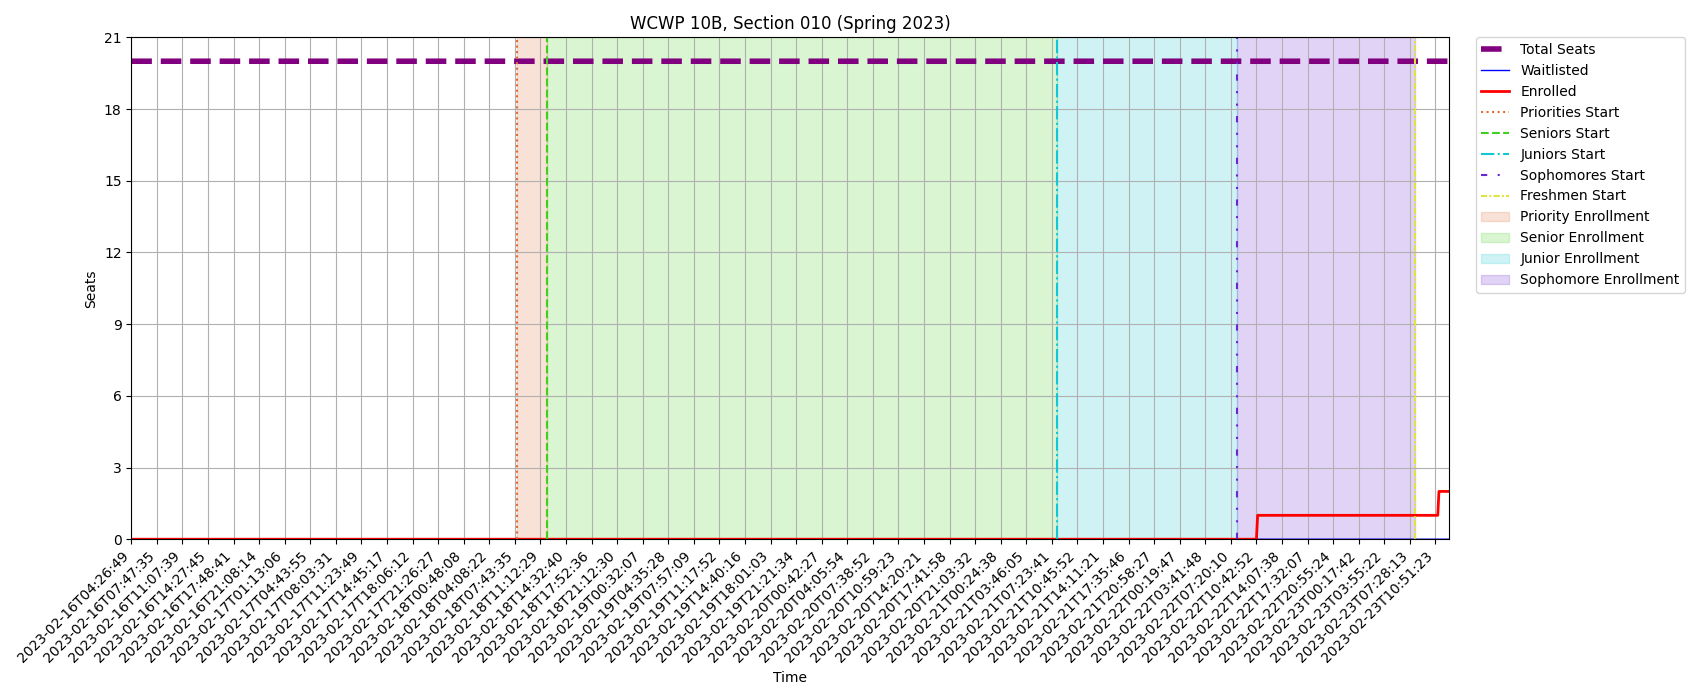 WCWP 10B, Section 010 (Spring 2023)
Seats
21
18
15
12
9
6
3
0
2023-02-16T04:26:49
2023-02-16T07:47:35
2023-02-16T11:07:39
2023-02-16T14:27:45
2023-02-16T17:48:41
2023-02-16T21:08:14
2023-02-17T01:13:06
2023-02-17T04:43:55
2023-02-17T08:03:31
2023-02-17T11:23:49
2023-02-17T14:45:17
2023-02-17T18:06:12
2023-02-17T21:26:27
2023-02-18T00:48:08
2023-02-18T04:08:22
2023-02-18T07:43:35
2023-02-18T11:12:29
2023-02-18T14:32:40
2023-02-18T17:52:36
2023-02-18T21:12:30
2023-02-19T00:32:07
2023-02-19T04:35:28
2023-02-19T07:57:09
2023-02-19T11:17:52
2023-02-19T14:40:16
2023-02-19T18:01:03
2023-02-19T21:21:34
2023-02-20T00:42:27
2023-02-20T04:05:54
2023-02-20T07:38:52
2023-02-20T10:59:23
2023-02-20T14:20:21
2023-02-20T17:41:58
2023-02-20T21:03:32
2023-02-21T00:24:38
2023-02-21T03:46:05
2023-02-21T07:23:41
2023-02-21T10:45:52
2023-02-21T14:11:21
2023-02-21T17:35:46
2023-02-21T20:58:27
2023-02-22T00:19:47
2023-02-22T03:41:48
2023-02-22T07:20:10
2023-02-22T10:42:52
2023-02-22T14:07:38
2023-02-22T17:32:07
2023-02-22T20:55:24
2023-02-23T00:17:42
2023-02-23T03:55:22
2023-02-23T07:28:13
2023-02-23T10:51:23
Time
Total Seats
Waitlisted
Enrolled
Priorities Start
Seniors Start
Juniors Start
Sophomores Start
Freshmen Start
Priority Enrollment
Senior Enrollment
Junior Enrollment
Sophomore Enrollment